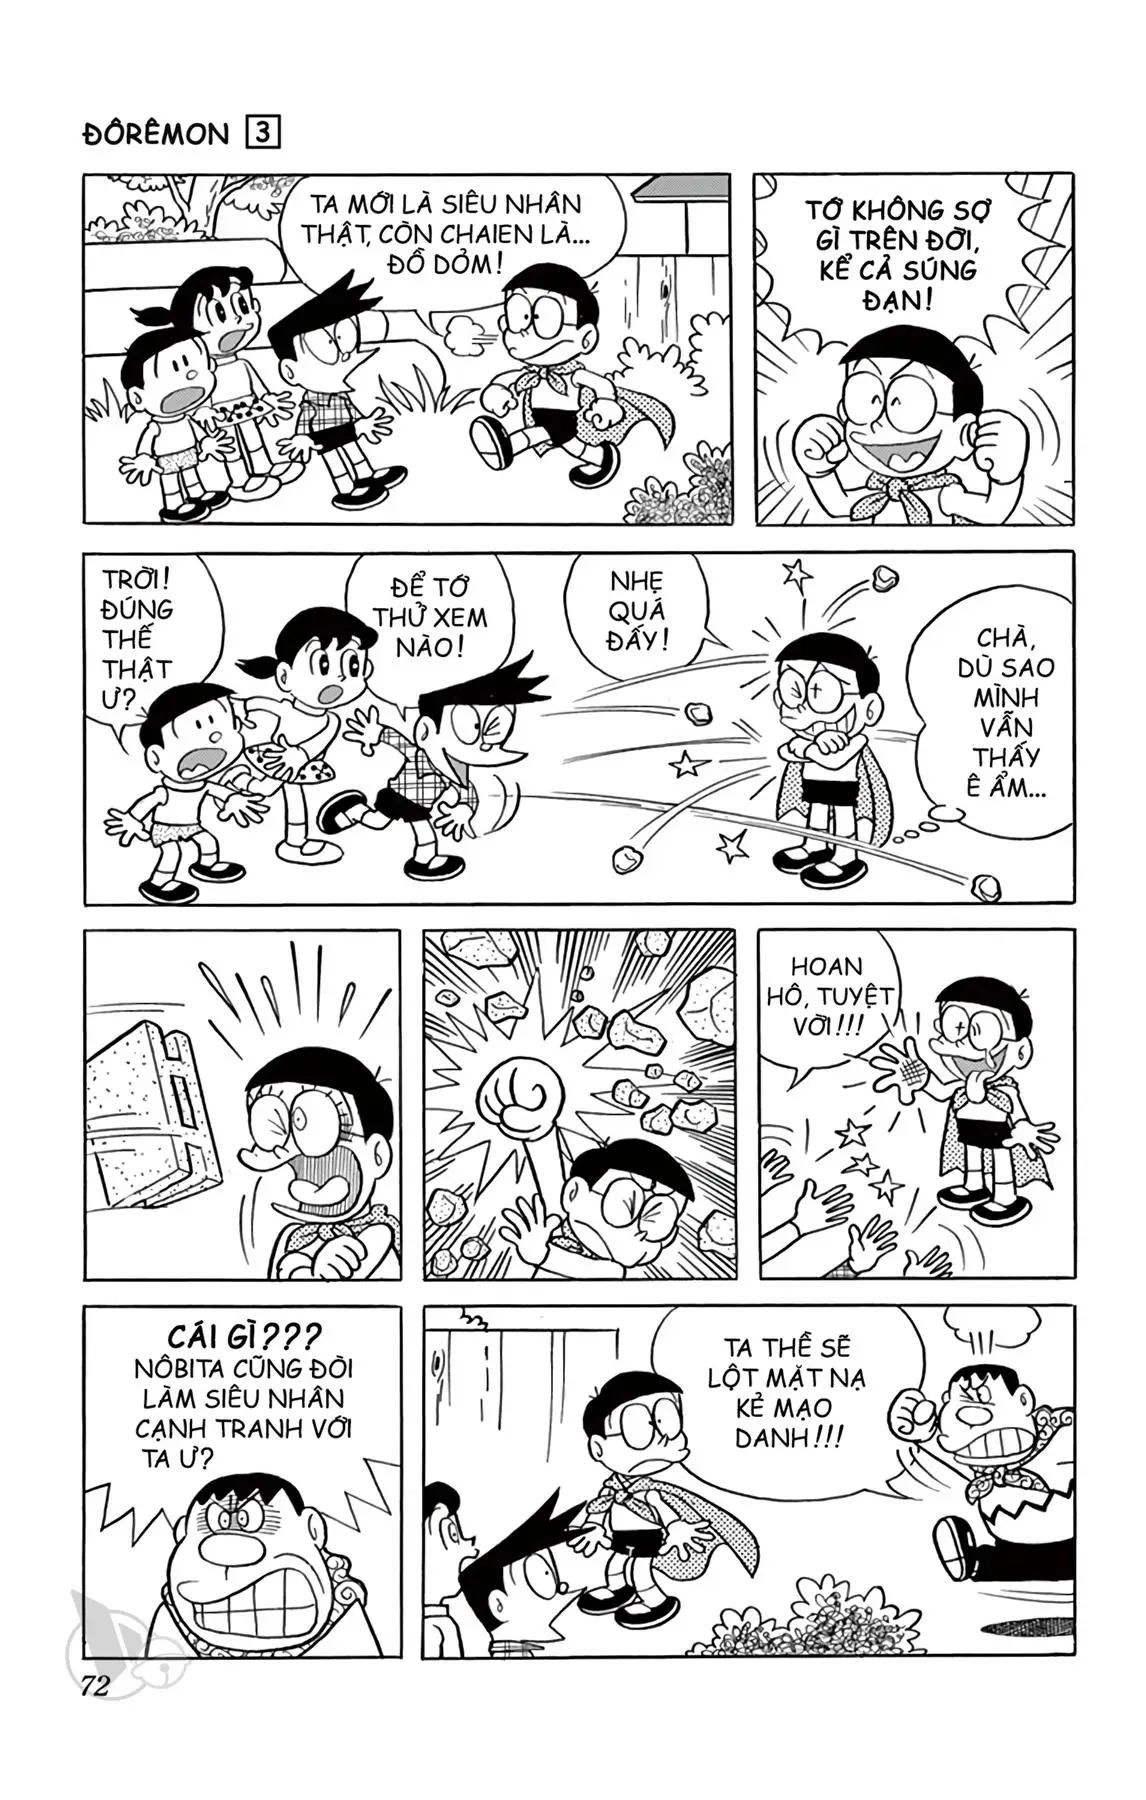 ĐÔRÊMON 3
TA MỚI LÀ SIÊU NHÂN
THẬT, CÒN CHAIEN LÀ...
ĐỒ DỎM!
TỚ KHÔNG SỢ
GÌ TRÊN ĐỜI,
KỂ CẢ SÚNG
ĐẠN!
TRỜI!
ĐÚNG
THẾ
THẬT
Ư?
ĐỂ TỚ
THỬ XEM
NÀO!
NHẸ
QUÁ
ĐẤY!
CHÀ,
DÙ SAO
MÌNH
VẪN
THẤY
Ê ẨM...
HOAN
HÔ, TUYỆT
VỜI!!!
CÁI GÌ???
NÔBITA CŨNG ĐÒI
LÀM SIÊU NHÂN
CẠNH TRANH VỚI
TA Ư?
TA THỀ SẼ
LỘT MẶT NẠ
KẺ MẠO
DANH!!!
72